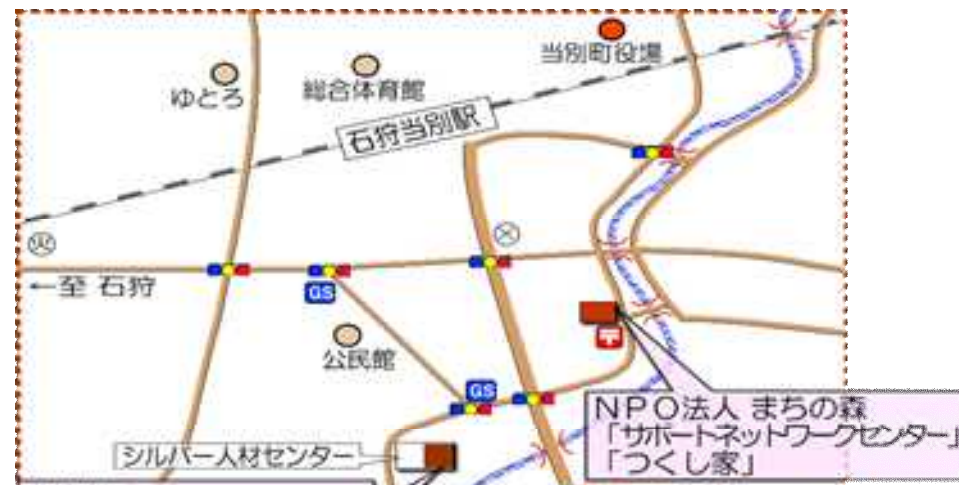 当別町役場
ゆとろ
総合体育館
石狩当別駅
火
←至 石狩
GS
公民館
GS
シルバー人材センター
NPO法人 まちの森
「サポートネットワークセンター」
「つくし家」